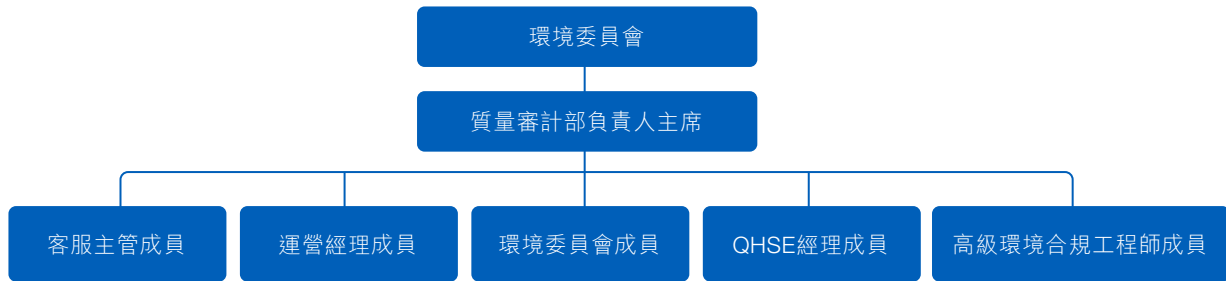 環境委員會
質量審計部負責人主席
客服主管成員
運營經理成員
環境委員會成員
QHSE經理成員
高級環境合規工程師成員